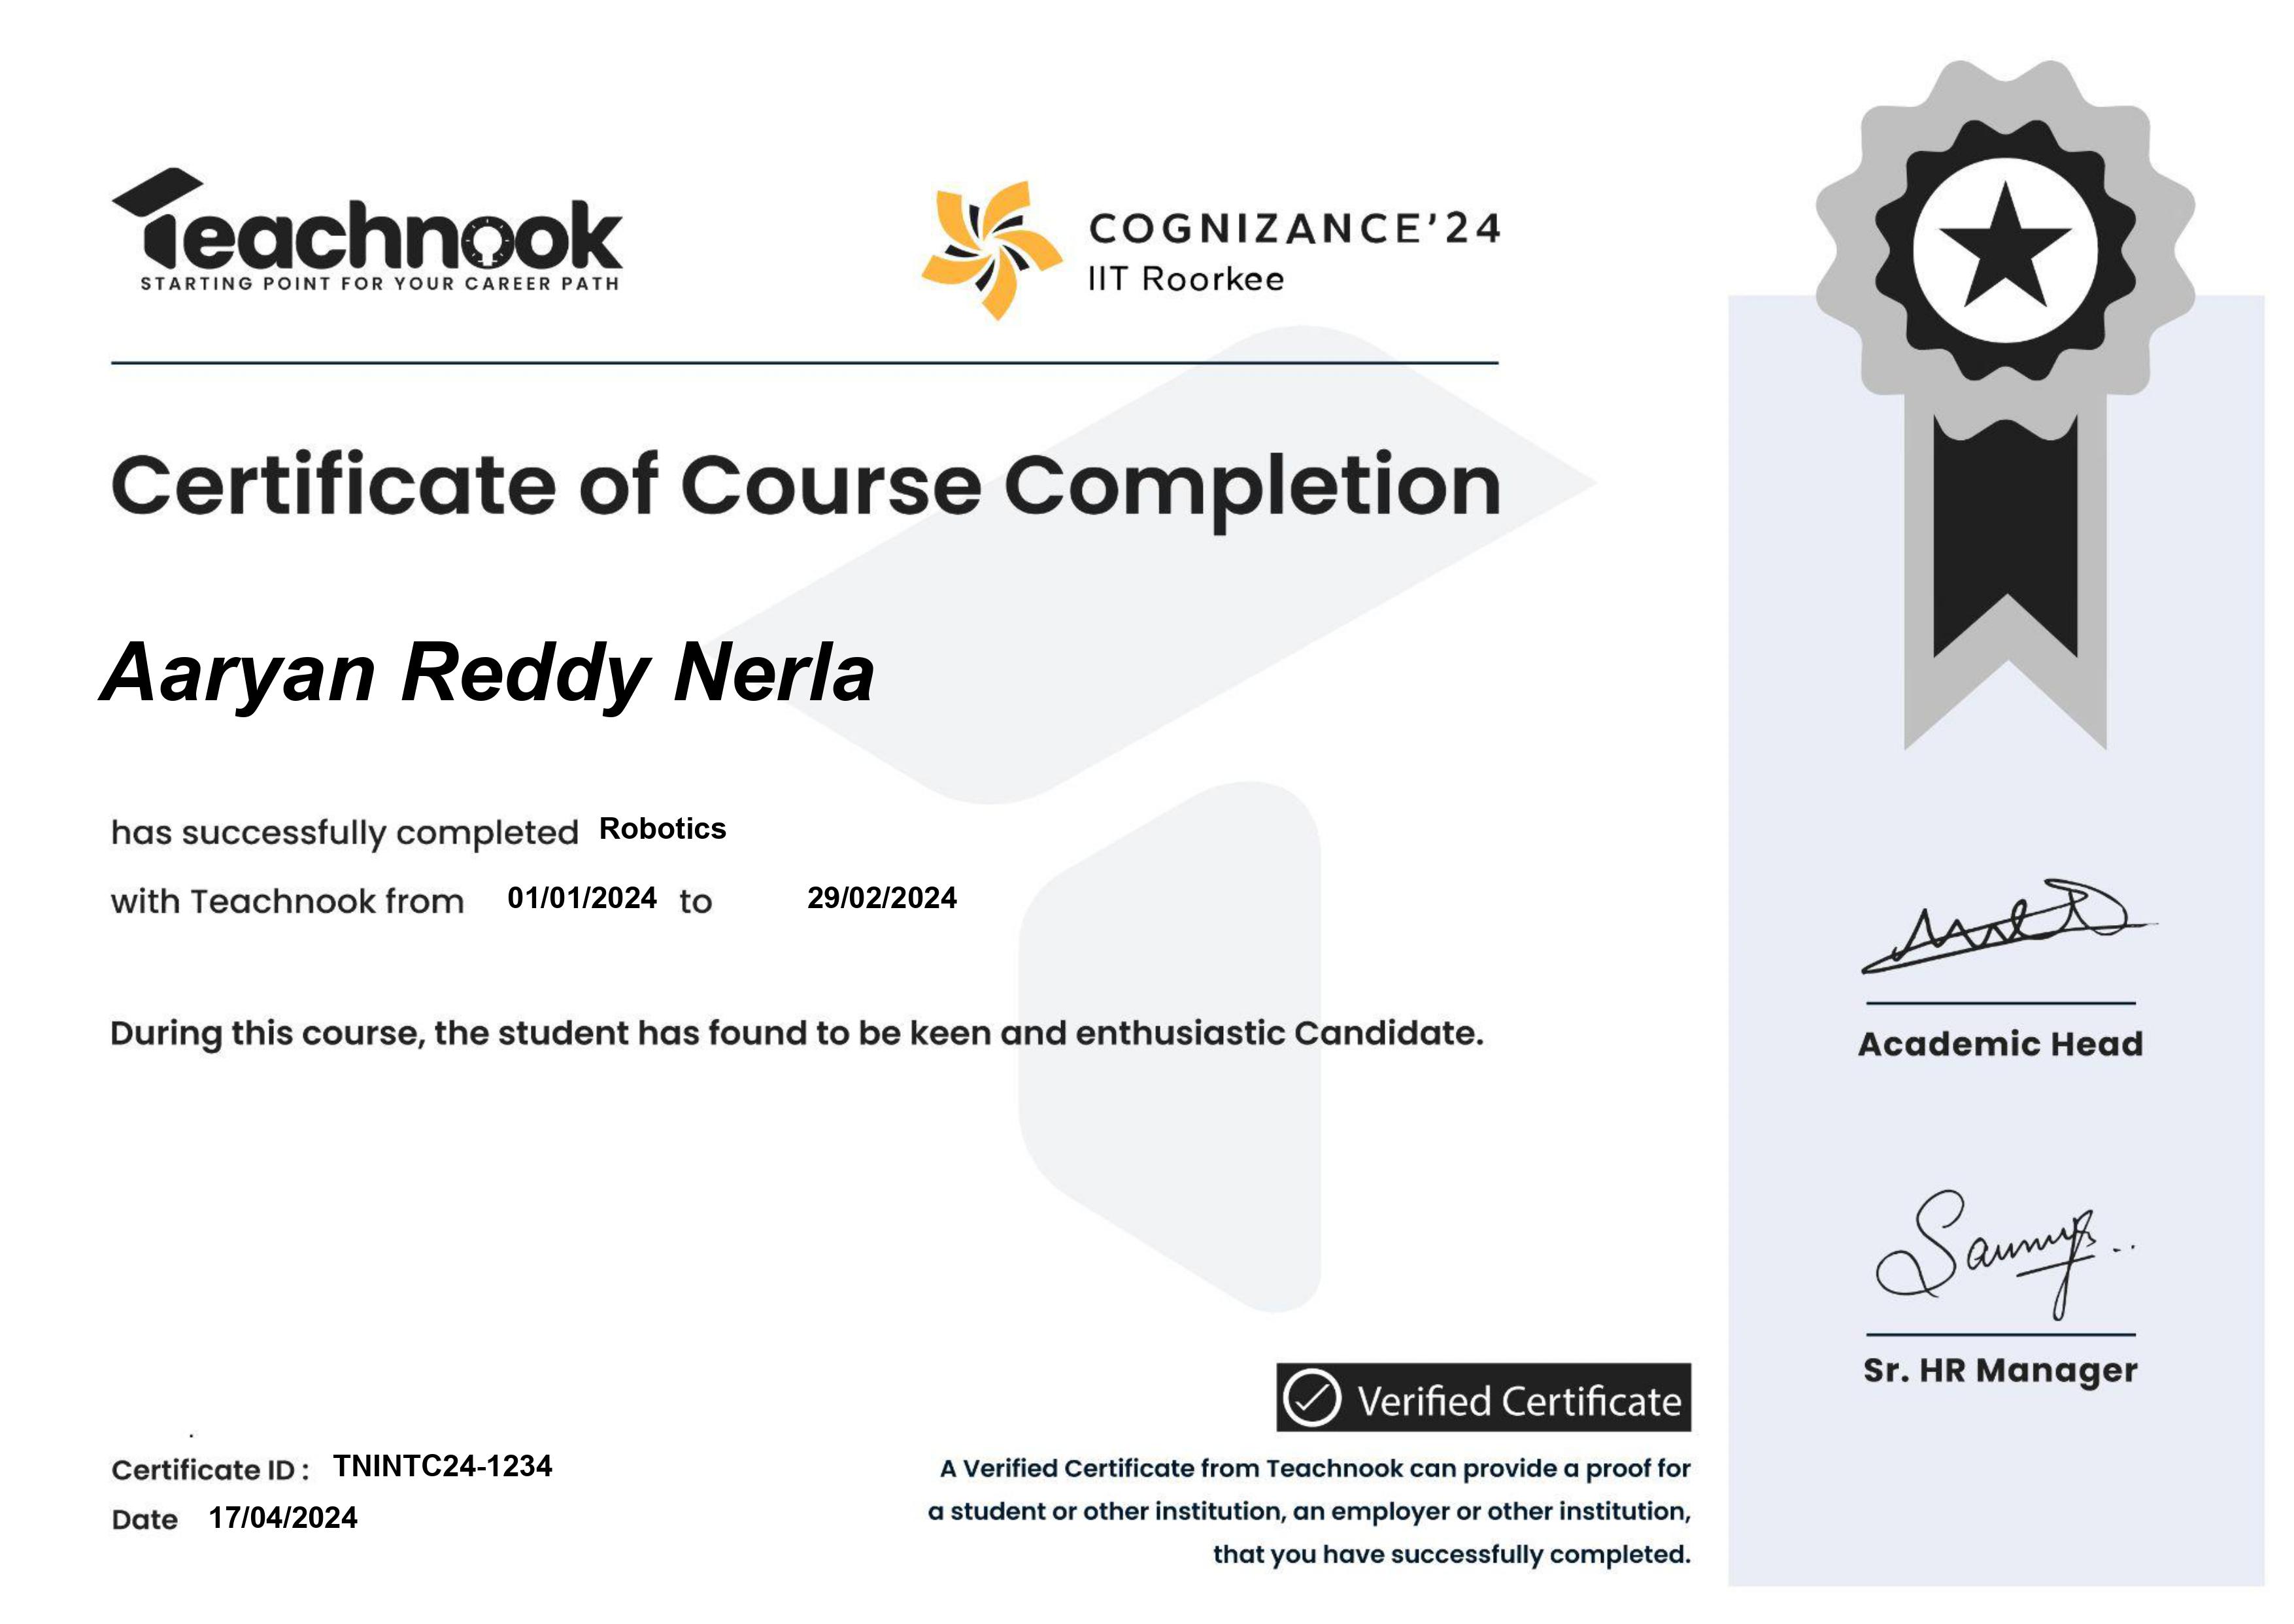 Teachnook
STARTING POINT FOR YOUR CAREER PATH
COGNIZANCE'24
IIT Roorkee
Certificate of Course Completion
Aaryan Reddy Nerla
has successfully completed Robotics
with Teachnook from 01/01/2024 to 29/02/2024
During this course, the student has found to be keen and enthusiastic Candidate.
Academic Head
Sr. HR Manager
Verified Certificate
A Verified Certificate from Teachnook can provide a proof for
a student or other institution, an employer or other institution,
that you have successfully completed.
Certificate ID : TNINTC24-1234
Date 17/04/2024